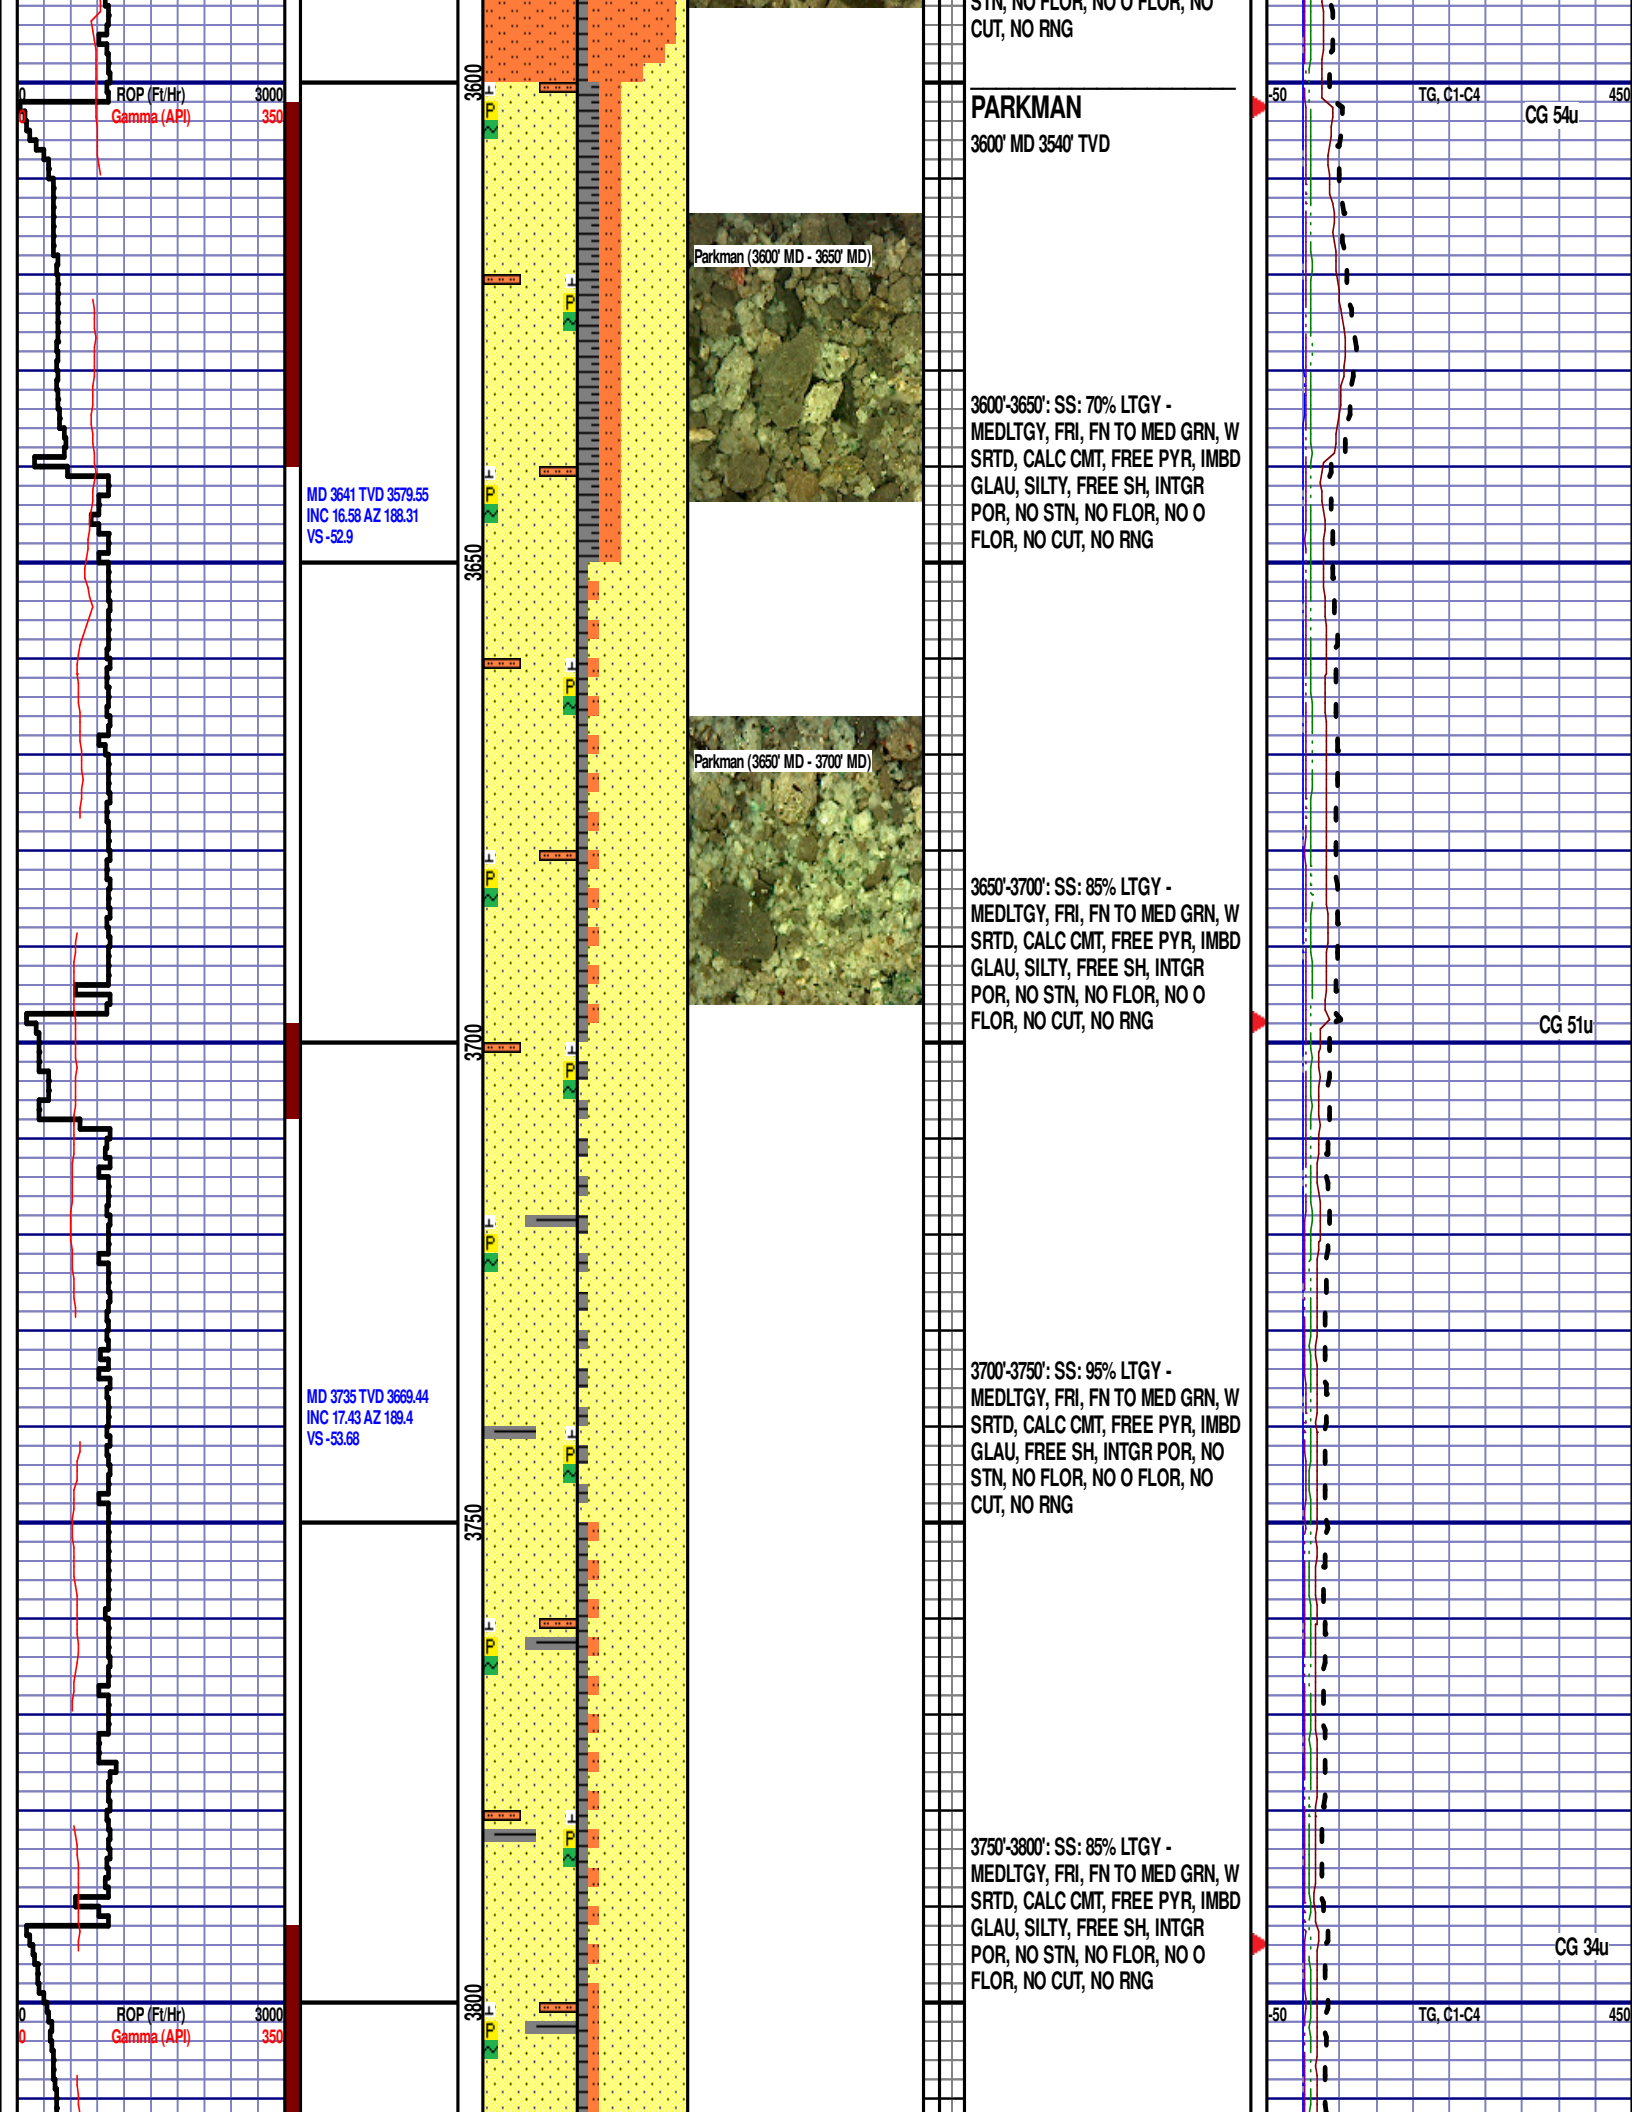 STN, NO FLOR, NO O FLOR, NO
CUT, NO RNG
0 ROP (Ft/Hr) 3000
0 Gamma (API) 350
3600
PARKMAN
3600' MD 3540' TVD
-50 TG, C1-C4 450
CG 54u
P
Parkman (3600' MD - 3650' MD)
P
3600'-3650': SS: 70% LTGY -
MEDLTGY, FRI, FN TO MED GRN, W
SRTD, CALC CMT, FREE PYR, IMBD
GLAU, SILTY, FREE SH, INTGR
POR, NO STN, NO FLOR, NO O
FLOR, NO CUT, NO RNG
MD 3641 TVD 3579.55
INC 16.58 AZ 188.31
VS -52.9
P
3650
P
Parkman (3650' MD - 3700' MD)
P
3650'-3700': SS: 85% LTGY -
MEDLTGY, FRI, FN TO MED GRN, W
SRTD, CALC CMT, FREE PYR, IMBD
GLAU, SILTY, FREE SH, INTGR
POR, NO STN, NO FLOR, NO O
FLOR, NO CUT, NO RNG
CG 51u
3700
P
P
3700'-3750': SS: 95% LTGY -
MEDLTGY, FRI, FN TO MED GRN, W
SRTD, CALC CMT, FREE PYR, IMBD
GLAU, FREE SH, INTGR POR, NO
STN, NO FLOR, NO O FLOR, NO
CUT, NO RNG
MD 3735 TVD 3669.44
INC 17.43 AZ 189.4
VS -53.68
P
3750
P
P
3750'-3800': SS: 85% LTGY -
MEDLTGY, FRI, FN TO MED GRN, W
SRTD, CALC CMT, FREE PYR, IMBD
GLAU, SILTY, FREE SH, INTGR
POR, NO STN, NO FLOR, NO O
FLOR, NO CUT, NO RNG
CG 34u
3800
0 ROP (Ft/Hr) 3000
0 Gamma (API) 350
-50 TG, C1-C4 450
P